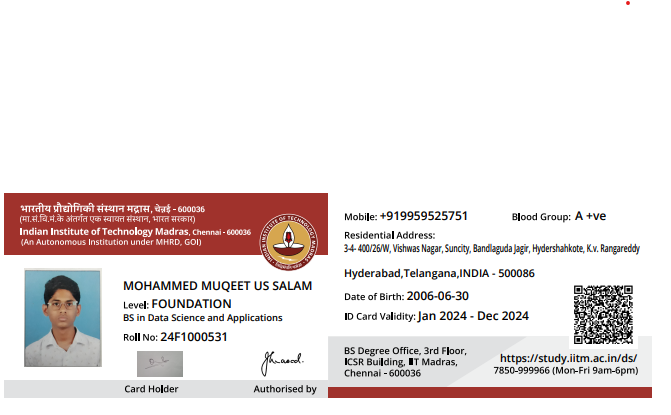 भारतीय प्रौद्योगिकी संस्थान मद्रास, चेन्नई - 600036
(मा.सं.वि.मं.के अंतर्गत एक स्वायत्त संस्थान, भारत सरकार)
Indian Institute of Technology Madras, Chennai - 600036
(An Autonomous Institution under MHRD, GOI)
INDIAN INSTITUTE OF TECHNOLOGY MADRAS
MOHAMMED MUQEET US SALAM
Level: FOUNDATION
BS in Data Science and Applications
Roll No: 24F1000531
Card Holder
Authorised by
Mobile: +919959525751
Blood Group: A +ve
Residential Address:
3-4- 400/26/W, Vishwas Nagar, Suncity, Bandlaguda Jagir, Hydershahkote, K.v. Rangareddy
Hyderabad,Telangana,INDIA - 500086
Date of Birth: 2006-06-30
ID Card Validity: Jan 2024 - Dec 2024
BS Degree Office, 3rd Floor,
ICSR Building, IIT Madras,
Chennai - 600036
https://study.iitm.ac.in/ds/
7850-999966 (Mon-Fri 9am-6pm)